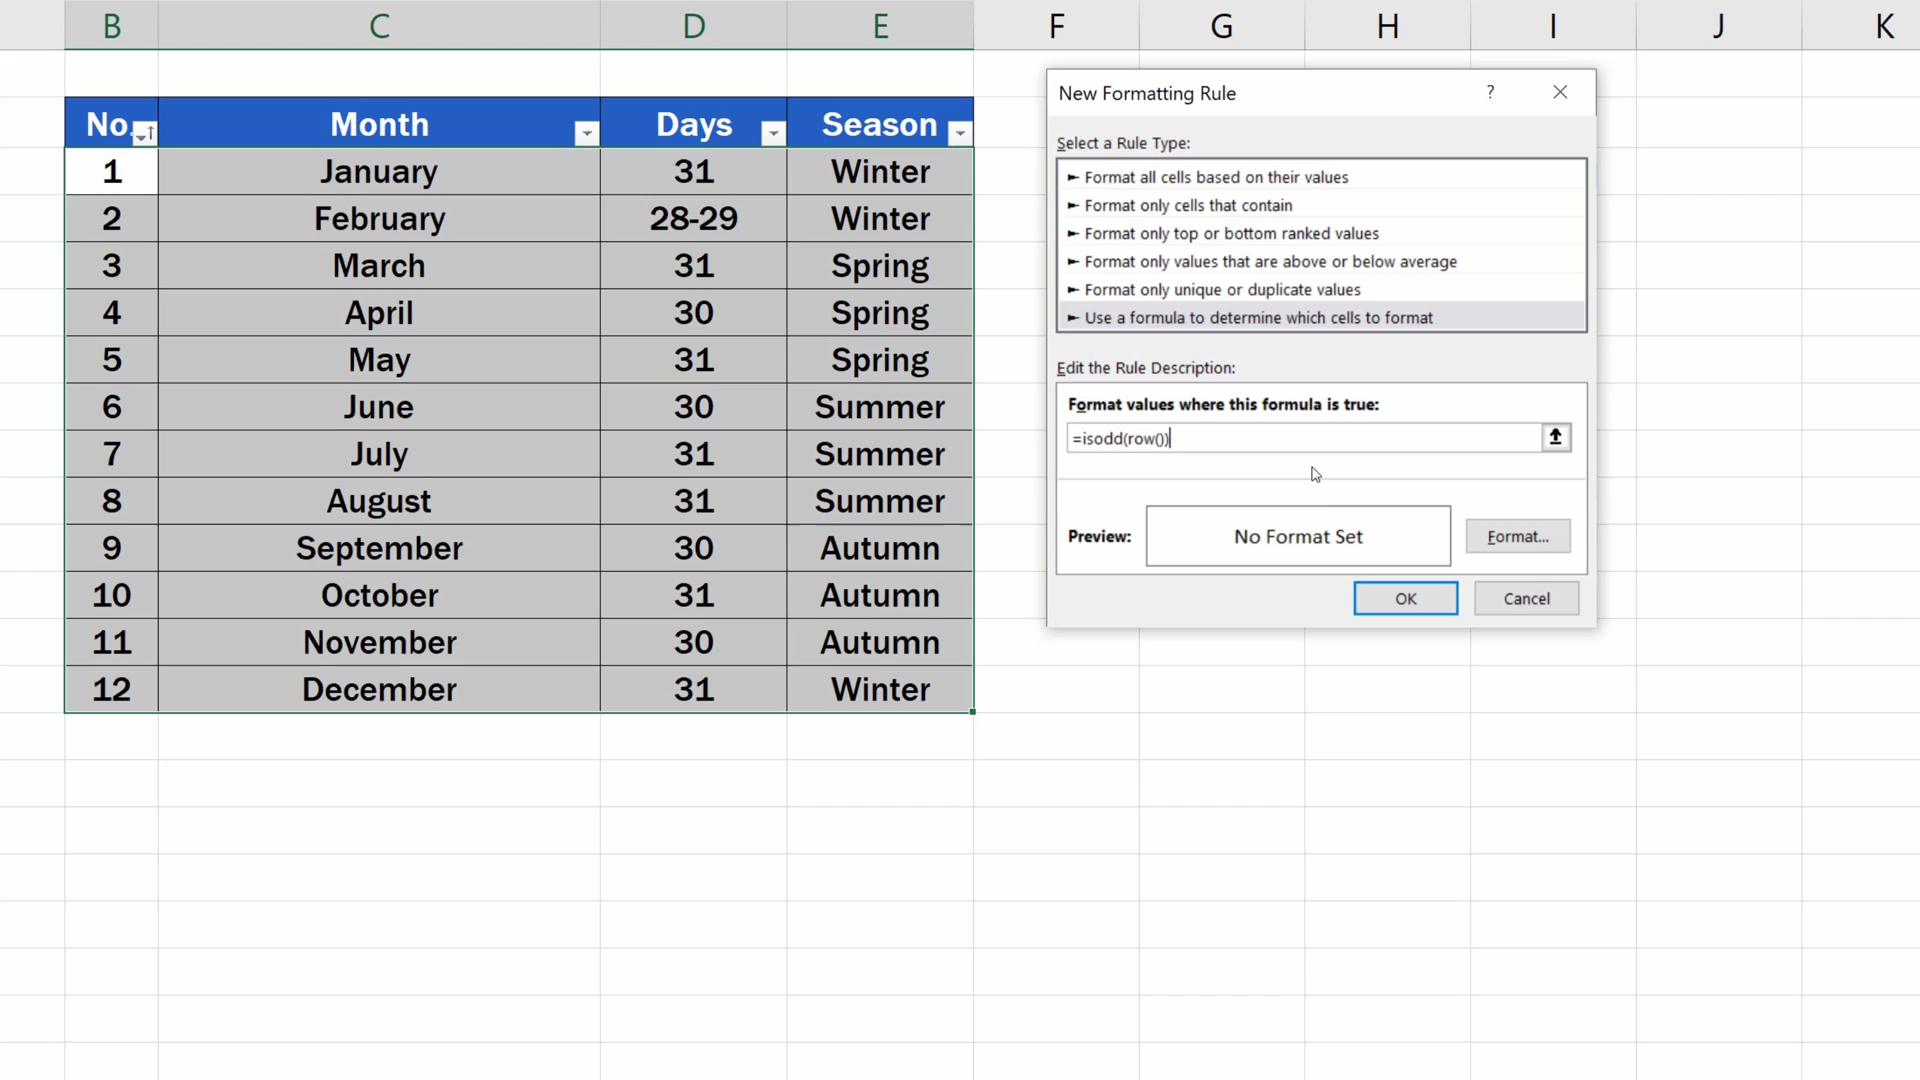 B C D E F G H I J K
No. Month Days Season
1 January 31 Winter
2 February 28-29 Winter
3 March 31 Spring
4 April 30 Spring
5 May 31 Spring
6 June 30 Summer
7 July 31 Summer
8 August 31 Summer
9 September 30 Autumn
10 October 31 Autumn
11 November 30 Autumn
12 December 31 Winter
New Formatting Rule ?
Select a Rule Type:
► Format all cells based on their values
► Format only cells that contain
► Format only top or bottom ranked values
► Format only values that are above or below average
► Format only unique or duplicate values
► Use a formula to determine which cells to format
Edit the Rule Description:
Format values where this formula is true:
=isodd(row())
Preview: No Format Set Format...
OK Cancel